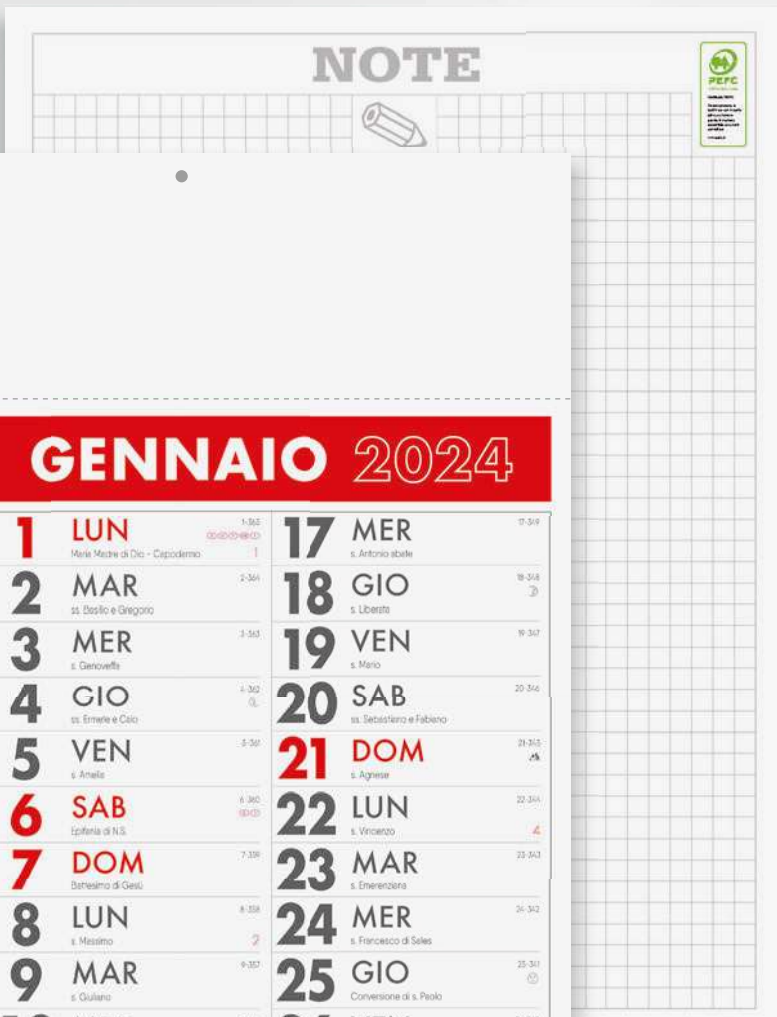 NOTE
PEFC
GENNAIO 2024
1 LUN 1-365
Maria Madre di Dio - Capodanno 1
2 MAR 2-364
ss. Basilio e Gregorio
3 MER 3-363
s. Genoveffa
4 GIO 4-362
ss. Ermete e Caio
5 VEN 5-361
s. Amelia
6 SAB 6-360
Epifania di N.S.
7 DOM 7-359
Battesimo di Gesù
8 LUN 8-358
s. Massimo 2
9 MAR 9-357
s. Giuliano
17 MER 17-349
s. Antonio abate
18 GIO 18-348
s. Liberata
19 VEN 19-347
s. Mario
20 SAB 20-346
ss. Sebastiano e Fabiano
21 DOM 21-345
s. Agnese
22 LUN 22-344
s. Vincenzo 4
23 MAR 23-343
s. Emerenziana
24 MER 24-342
s. Francesco di Sales
25 GIO 25-341
Conversione di s. Paolo